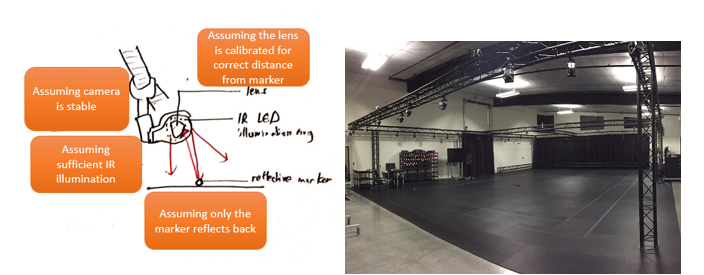 Assuming the lens
is calibrated for
correct distance
from marker
Assuming camera
is stable
lens
IR LED
illumination ring
Assuming
sufficient IR
illumination
reflective marker
Assuming only the
marker reflects back